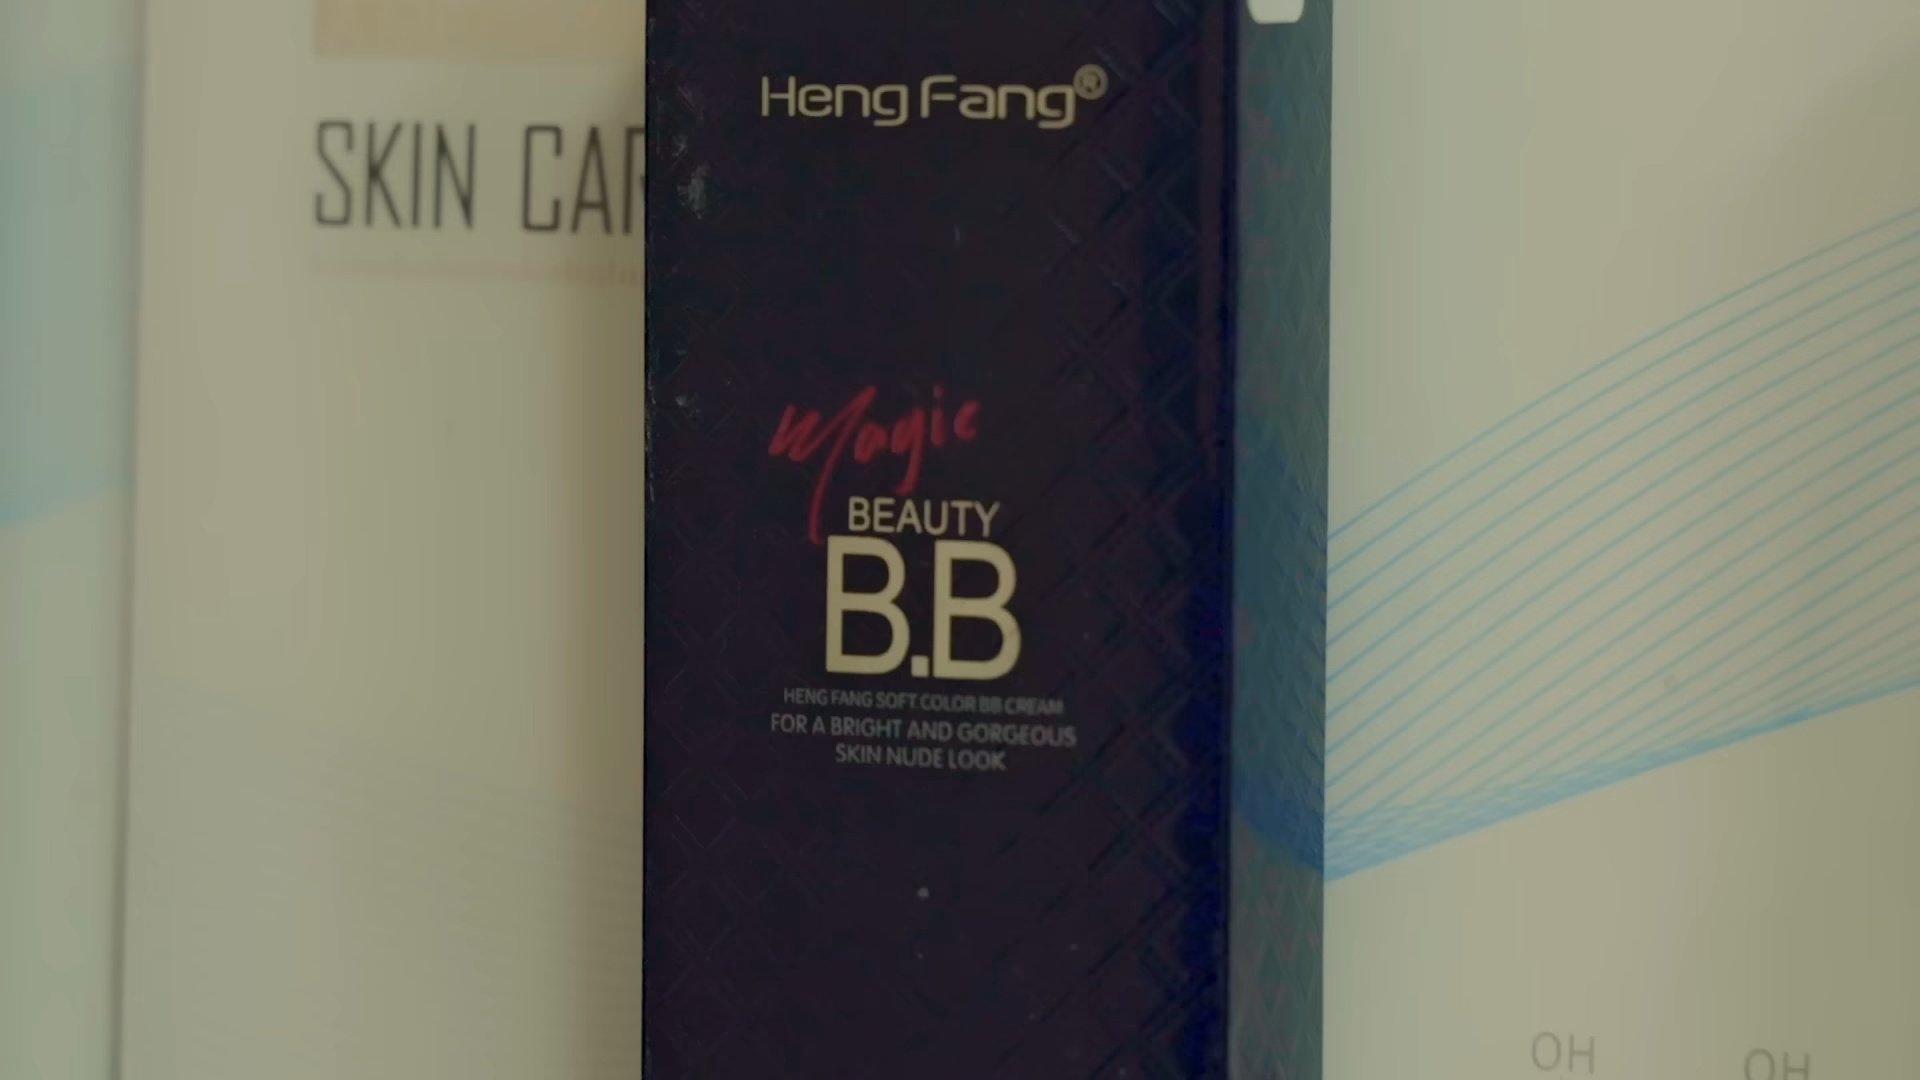 Heng Fang®
SKIN CAR
Magic
BEAUTY
B.B
HENG FANG SOFT COLOR BB CREAM
FOR A BRIGHT AND GORGEOUS
SKIN NUDE LOOK
OH
OH